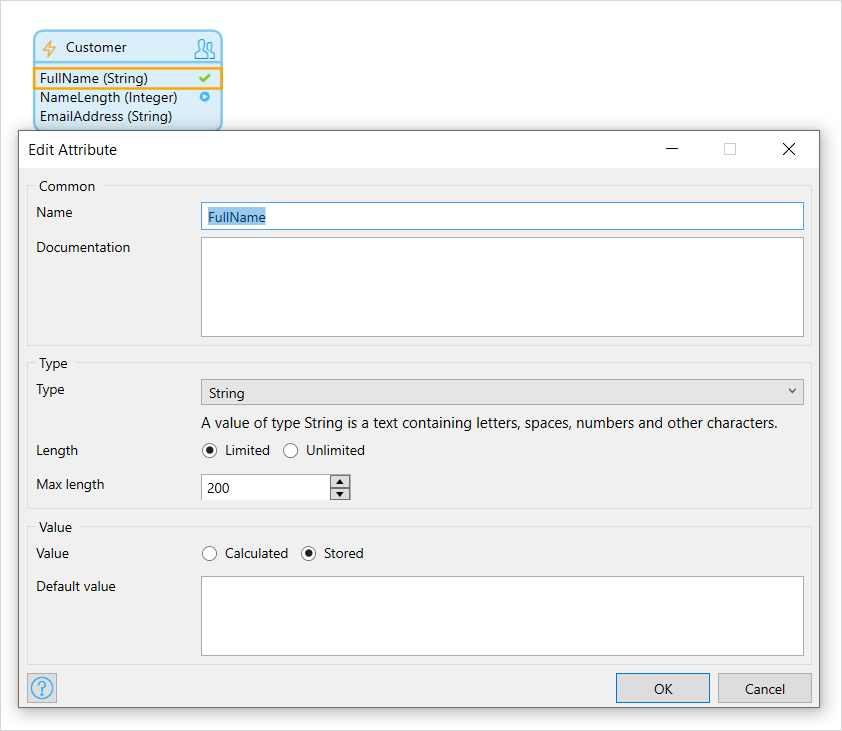 Customer
FullName (String)
NameLength (Integer)
EmailAddress (String)
Edit Attribute
Common
Name
FullName
Documentation
Type
Type
String
A value of type String is a text containing letters, spaces, numbers and other characters.
Length Limited Unlimited
Max length
200
Value
Value Calculated Stored
Default value
? OK Cancel